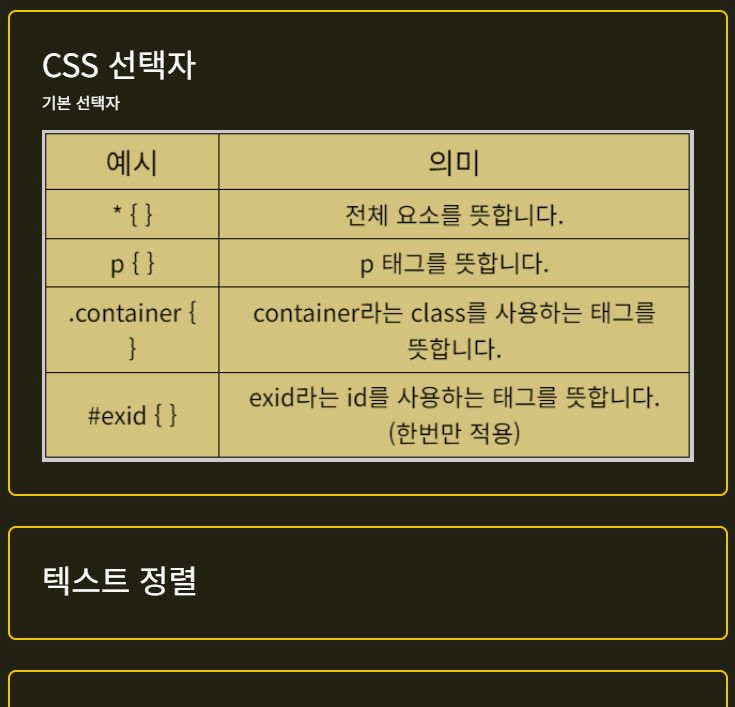 CSS 선택자
기본 선택자
예시 의미
* { } 전체 요소를 뜻합니다.
p { } p 태그를 뜻합니다.
.container {
}
container라는 class를 사용하는 태그를
뜻합니다.
#exid { }
exid라는 id를 사용하는 태그를 뜻합니다.
(한번만 적용)
텍스트 정렬